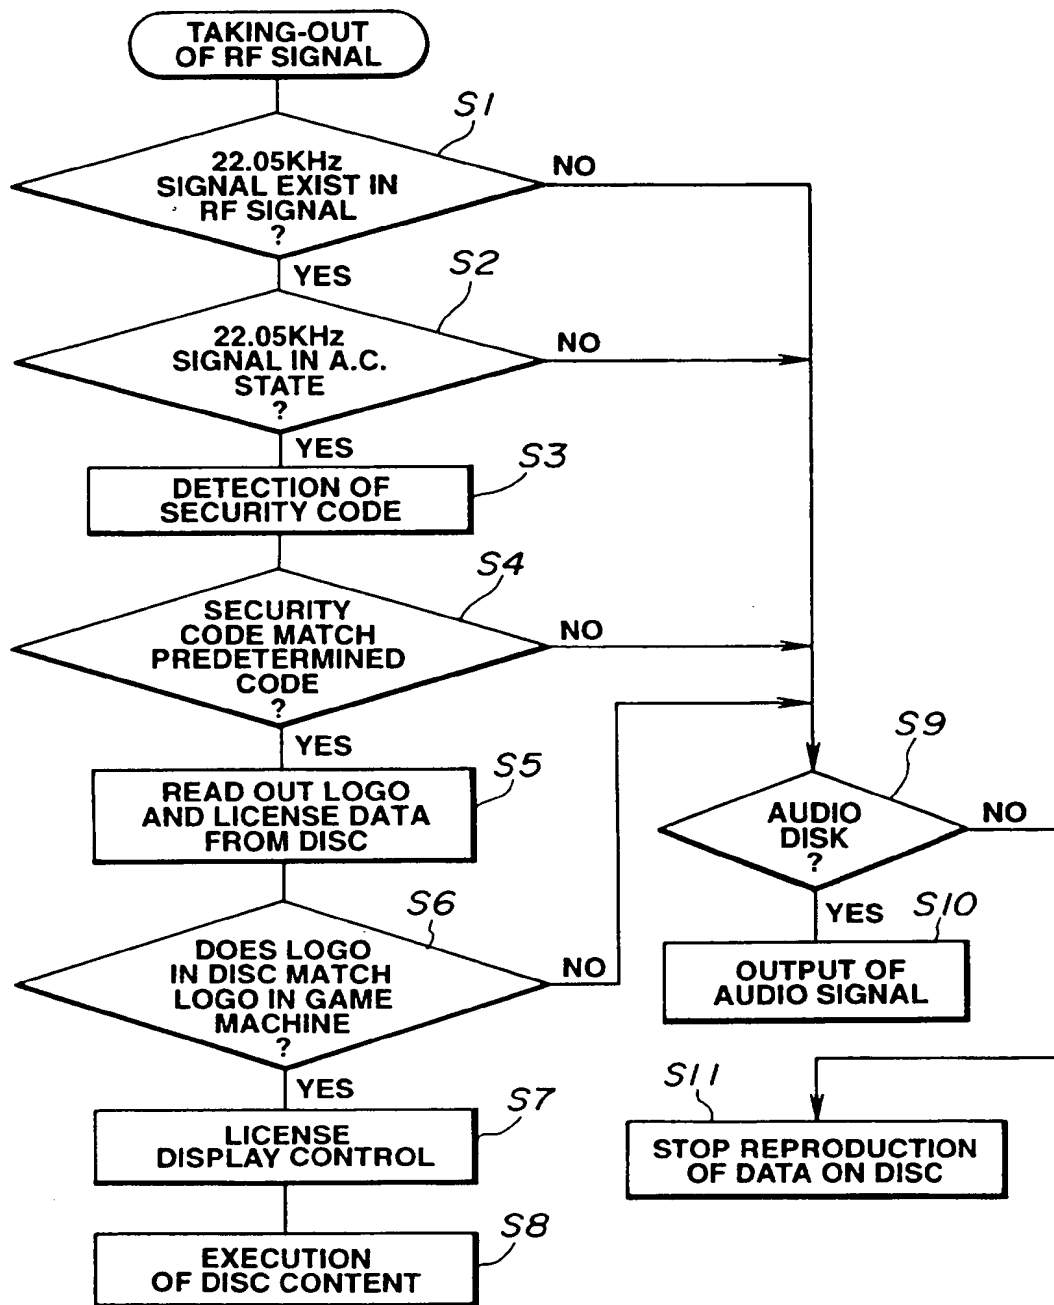 TAKING-OUT
OF RF SIGNAL
S1
22.05KHz
SIGNAL EXIST IN
RF SIGNAL
?
NO
YES
S2
22.05KHz
SIGNAL IN A.C.
STATE
?
NO
YES
S3
DETECTION OF
SECURITY CODE
S4
SECURITY
CODE MATCH
PREDETERMINED
CODE
?
NO
YES
S5
READ OUT LOGO
AND LICENSE DATA
FROM DISC
S6
DOES LOGO
IN DISC MATCH
LOGO IN GAME
MACHINE
?
NO
YES
S7
LICENSE
DISPLAY CONTROL
S8
EXECUTION
OF DISC CONTENT
S9
AUDIO
DISK
?
NO
YES
S10
OUTPUT OF
AUDIO SIGNAL
S11
STOP REPRODUCTION
OF DATA ON DISC